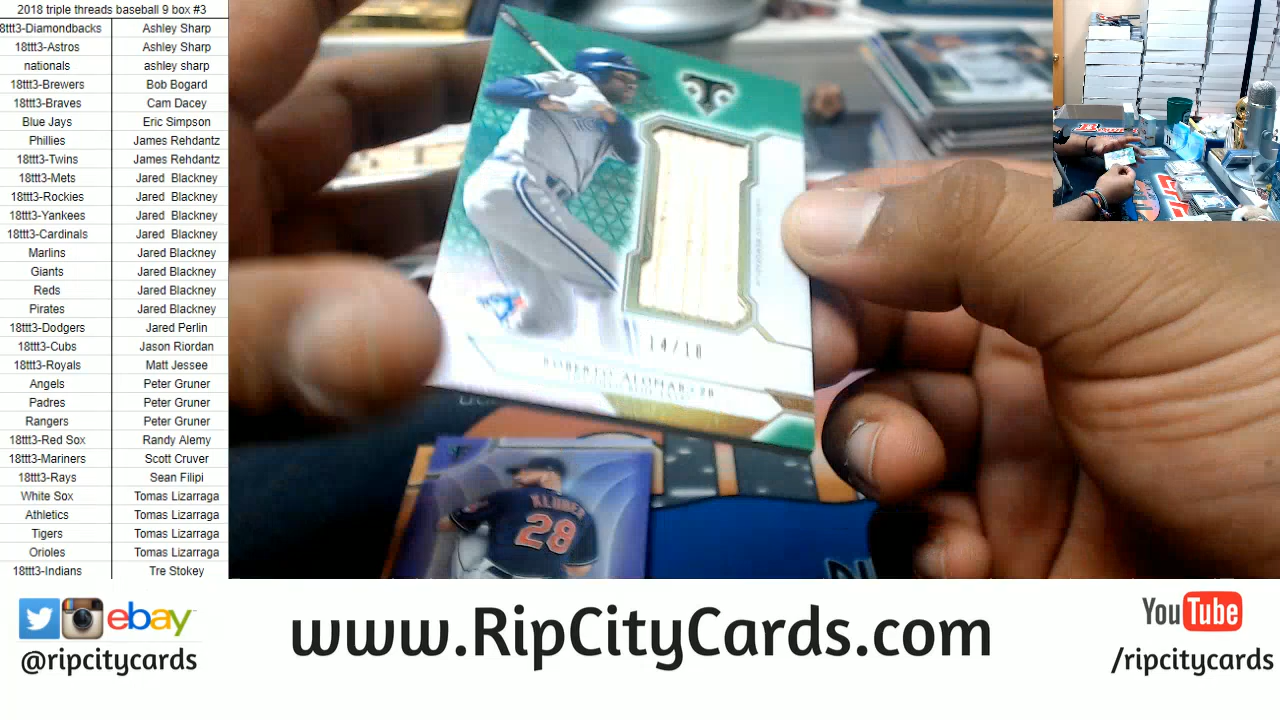 2018 triple threads baseball 9 box #3
8ttt3-Diamondbacks Ashley Sharp
18ttt3-Astros Ashley Sharp
nationals ashley sharp
18ttt3-Brewers Bob Bogard
18ttt3-Braves Cam Dacey
Blue Jays Eric Simpson
Phillies James Rehdantz
18ttt3-Twins James Rehdantz
18ttt3-Mets Jared Blackney
18ttt3-Rockies Jared Blackney
18ttt3-Yankees Jared Blackney
18ttt3-Cardinals Jared Blackney
Marlins Jared Blackney
Giants Jared Blackney
Reds Jared Blackney
Pirates Jared Blackney
18ttt3-Dodgers Jared Perlin
18ttt3-Cubs Jason Riordan
18ttt3-Royals Matt Jessee
Angels Peter Gruner
Padres Peter Gruner
Rangers Peter Gruner
18ttt3-Red Sox Randy Alemy
18ttt3-Mariners Scott Cruver
18ttt3-Rays Sean Filipi
White Sox Tomas Lizarraga
Athletics Tomas Lizarraga
Tigers Tomas Lizarraga
Orioles Tomas Lizarraga
18ttt3-Indians Tre Stokey
14/18
ROBERTO ALOMAR · 2B
KLUBER
28
ebay
@ripcitycards
www.RipCityCards.com
YouTube
/ripcitycards